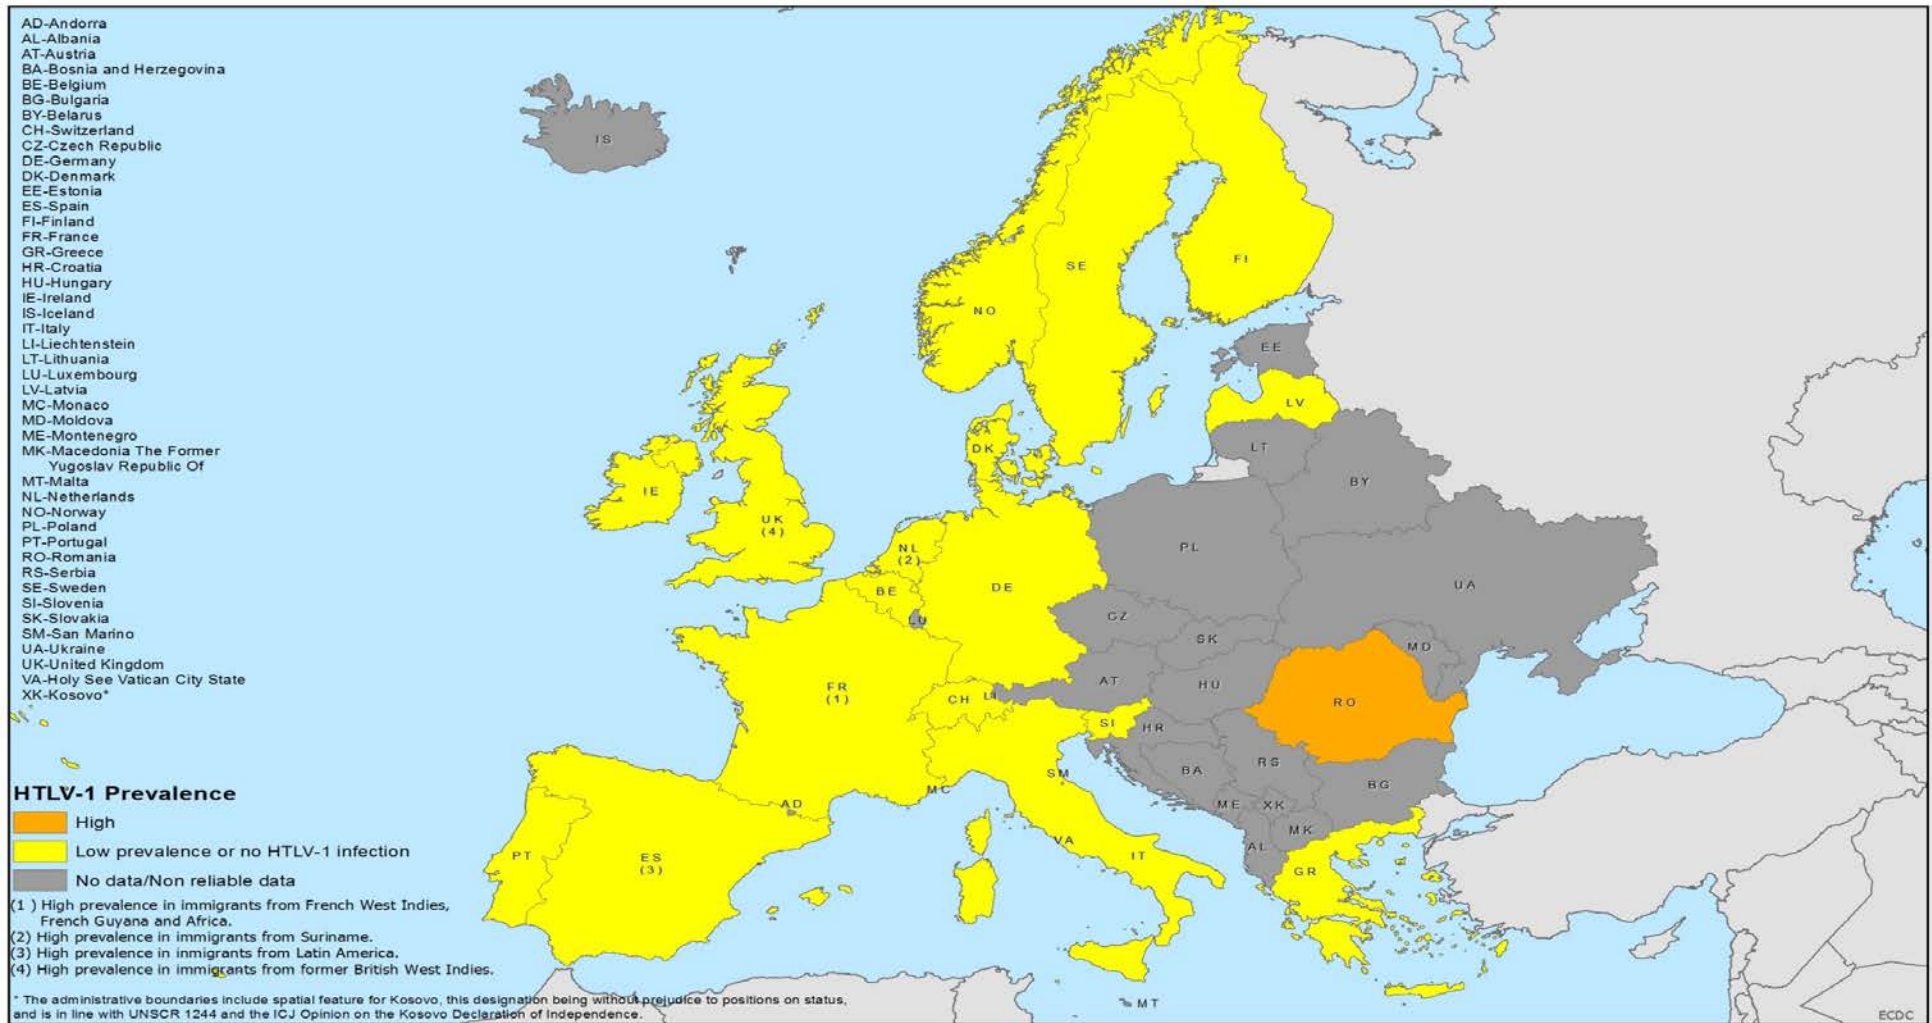 AD-Andorra
AL-Albania
AT-Austria
BA-Bosnia and Herzegovina
BE-Belgium
BG-Bulgaria
BY-Belarus
CH-Switzerland
CZ-Czech Republic
DE-Germany
DK-Denmark
EE-Estonia
ES-Spain
FI-Finland
FR-France
GR-Greece
HR-Croatia
HU-Hungary
IE-Ireland
IS-Iceland
IT-Italy
LI-Liechtenstein
LT-Lithuania
LU-Luxembourg
LV-Latvia
MC-Monaco
MD-Moldova
ME-Montenegro
MK-Macedonia The Former
Yugoslav Republic Of
MT-Malta
NL-Netherlands
NO-Norway
PL-Poland
PT-Portugal
RO-Romania
RS-Serbia
SE-Sweden
SI-Slovenia
SK-Slovakia
SM-San Marino
UA-Ukraine
UK-United Kingdom
VA-Holy See Vatican City State
XK-Kosovo*
HTLV-1 Prevalence
High
Low prevalence or no HTLV-1 infection
No data/Non reliable data
(1 ) High prevalence in immigrants from French West Indies,
French Guyana and Africa.
(2) High prevalence in immigrants from Suriname.
(3) High prevalence in immigrants from Latin America.
(4) High prevalence in immigrants from former British West Indies.
* The administrative boundaries include spatial feature for Kosovo, this designation being without prejudice to positions on status,
and is in line with UNSCR 1244 and the ICJ Opinion on the Kosovo Declaration of Independence.
IS
SE
FI
NO
EE
LV
DK
LT
BY
IE
UK
(4)
NL
(2)
PL
BE
DE
UA
LU
CZ
SK
MD
FR
(1)
CH
LI
AT
HU
RO
SI
HR
BA
RS
SM
MC
AD
BG
ME
XK
MK
VA
AL
PT
ES
(3)
IT
GR
MT
ECDC